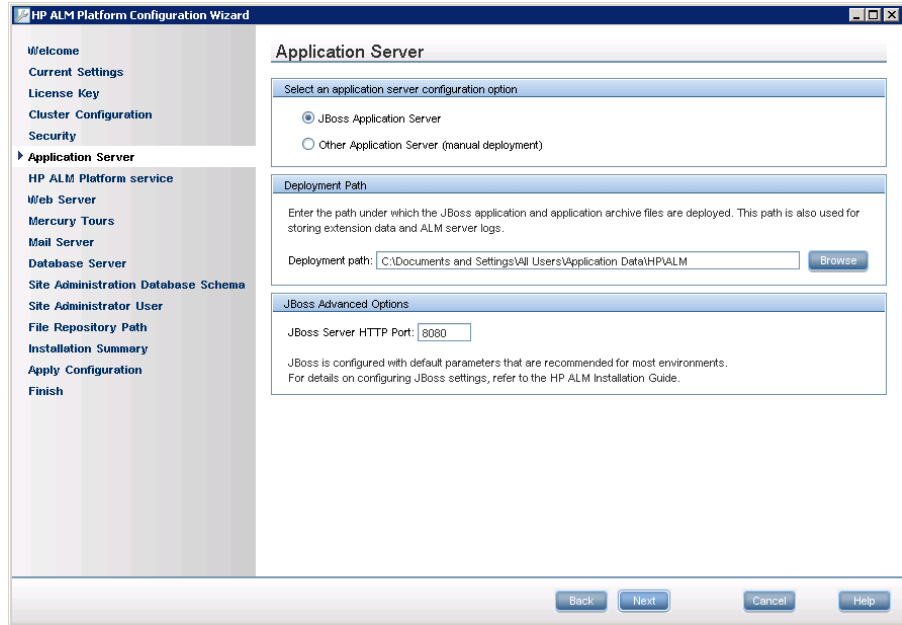 HP ALM Platform Configuration Wizard
Welcome
Current Settings
License Key
Cluster Configuration
Security
Application Server
HP ALM Platform service
Web Server
Mercury Tours
Mail Server
Database Server
Site Administration Database Schema
Site Administrator User
File Repository Path
Installation Summary
Apply Configuration
Finish
Application Server
Select an application server configuration option
JBoss Application Server
Other Application Server (manual deployment)
Deployment Path
Enter the path under which the JBoss application and application archive files are deployed. This path is also used for
storing extension data and ALM server logs.
Deployment path: C:\Documents and Settings\All Users\Application Data\HP\ALM Browse
JBoss Advanced Options
JBoss Server HTTP Port: 8080
JBoss is configured with default parameters that are recommended for most environments.
For details on configuring JBoss settings, refer to the HP ALM Installation Guide.
Back Next Cancel Help